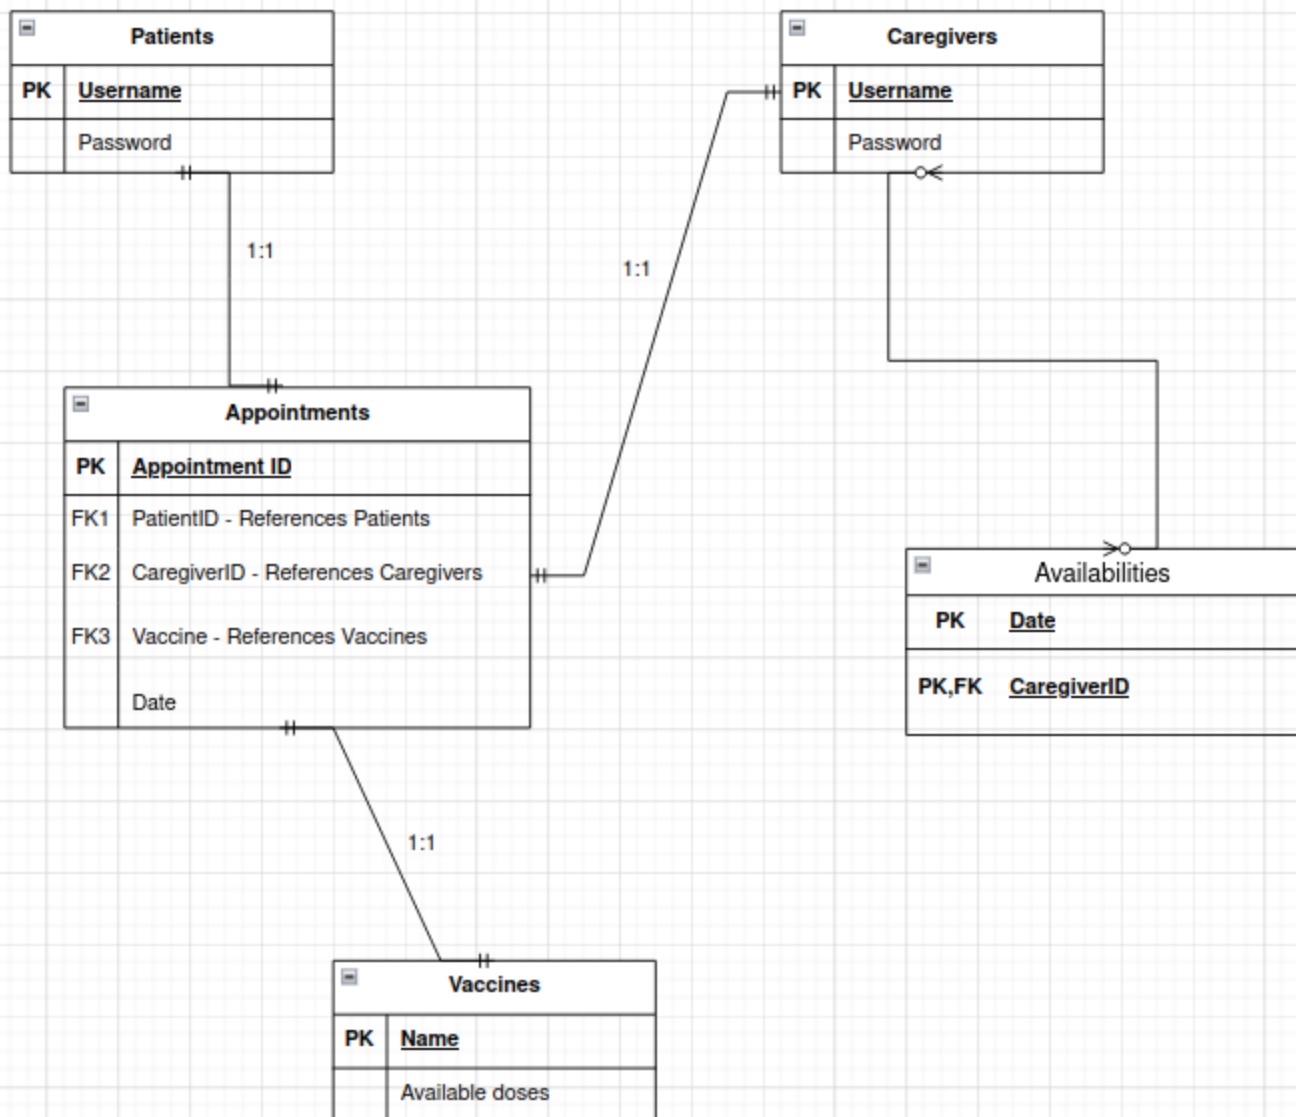 Patients
PK Username
Password
Caregivers
PK Username
Password
1:1
1:1
Appointments
PK Appointment ID
FK1 PatientID - References Patients
FK2 CaregiverID - References Caregivers
FK3 Vaccine - References Vaccines
Date
Availabilities
PK Date
PK,FK CaregiverID
1:1
Vaccines
PK Name
Available doses